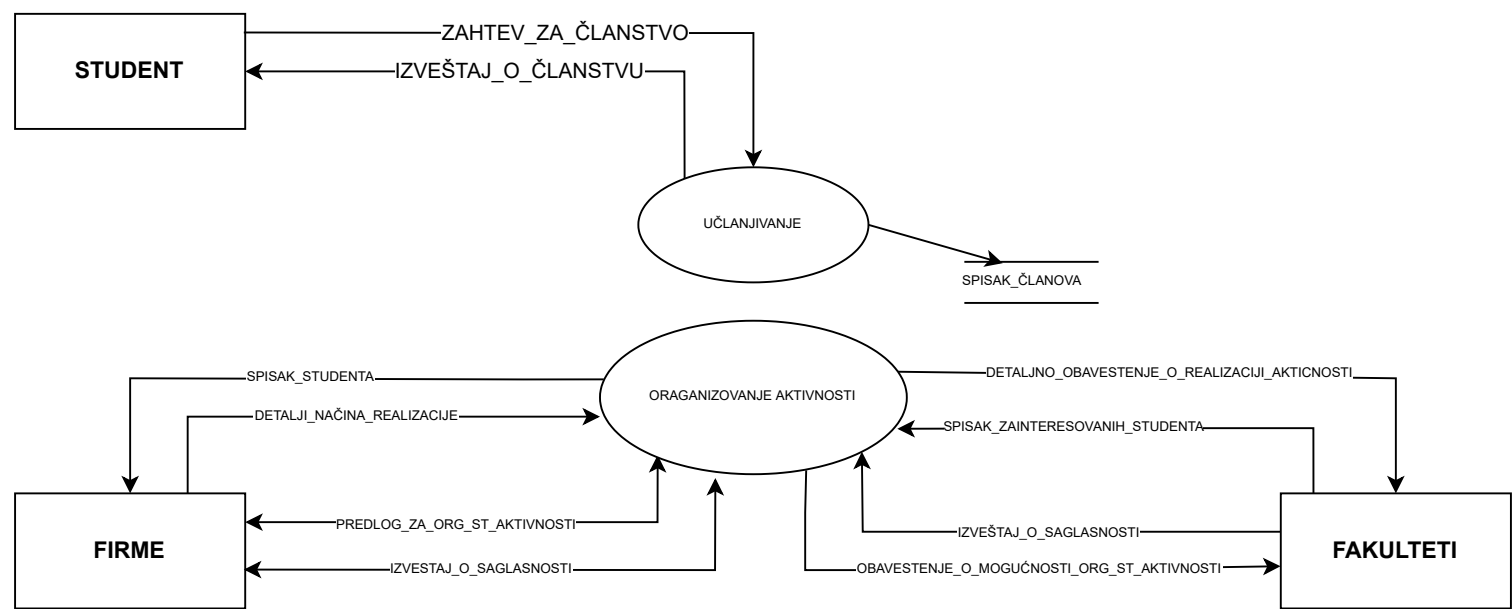 ZAHTEV_ZA_ČLANSTVO
STUDENT
IZVEŠTAJ_O_ČLANSTVU
UČLANJIVANJE
SPISAK_ČLANOVA
SPISAK_STUDENTA
DETALJNO_OBAVESTENJE_O_REALIZACIJI_AKTICNOSTI
ORAGANIZOVANJE AKTIVNOSTI
DETALJI_NAČINA_REALIZACIJE
SPISAK_ZAINTERESOVANIH_STUDENTA
PREDLOG_ZA_ORG_ST_AKTIVNOSTI
IZVEŠTAJ_O_SAGLASNOSTI
FIRME
FAKULTETI
IZVESTAJ_O_SAGLASNOSTI
OBAVESTENJE_O_MOGUĆNOSTI_ORG_ST_AKTIVNOSTI